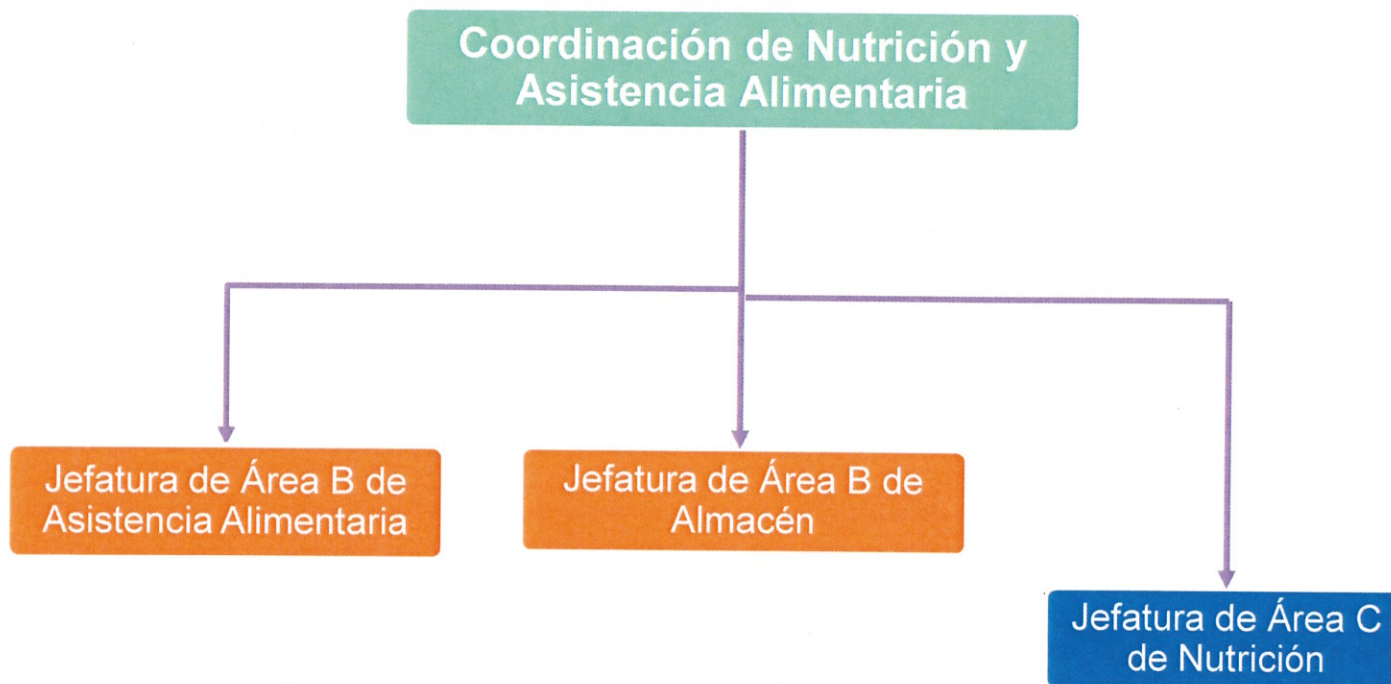 Coordinación de Nutrición y
Asistencia Alimentaria
Jefatura de Área B de
Asistencia Alimentaria
Jefatura de Área B de
Almacén
Jefatura de Área C
de Nutrición